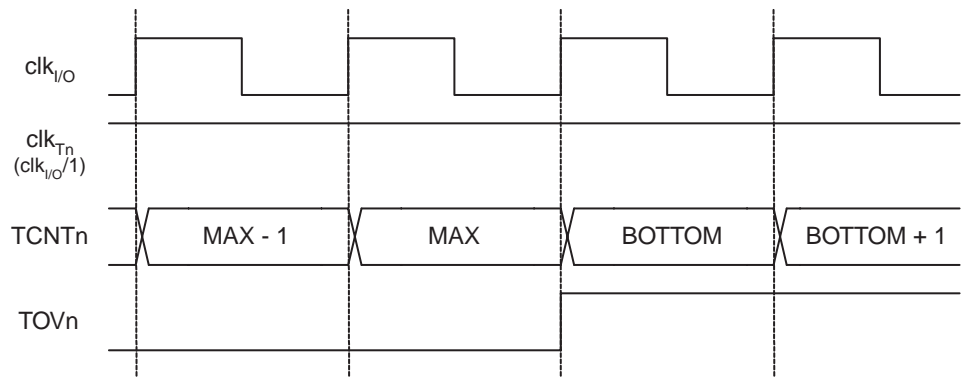 clkI/O
clkTn
(clkI/O/1)
TCNTn MAX - 1 MAX BOTTOM BOTTOM + 1
TOVn